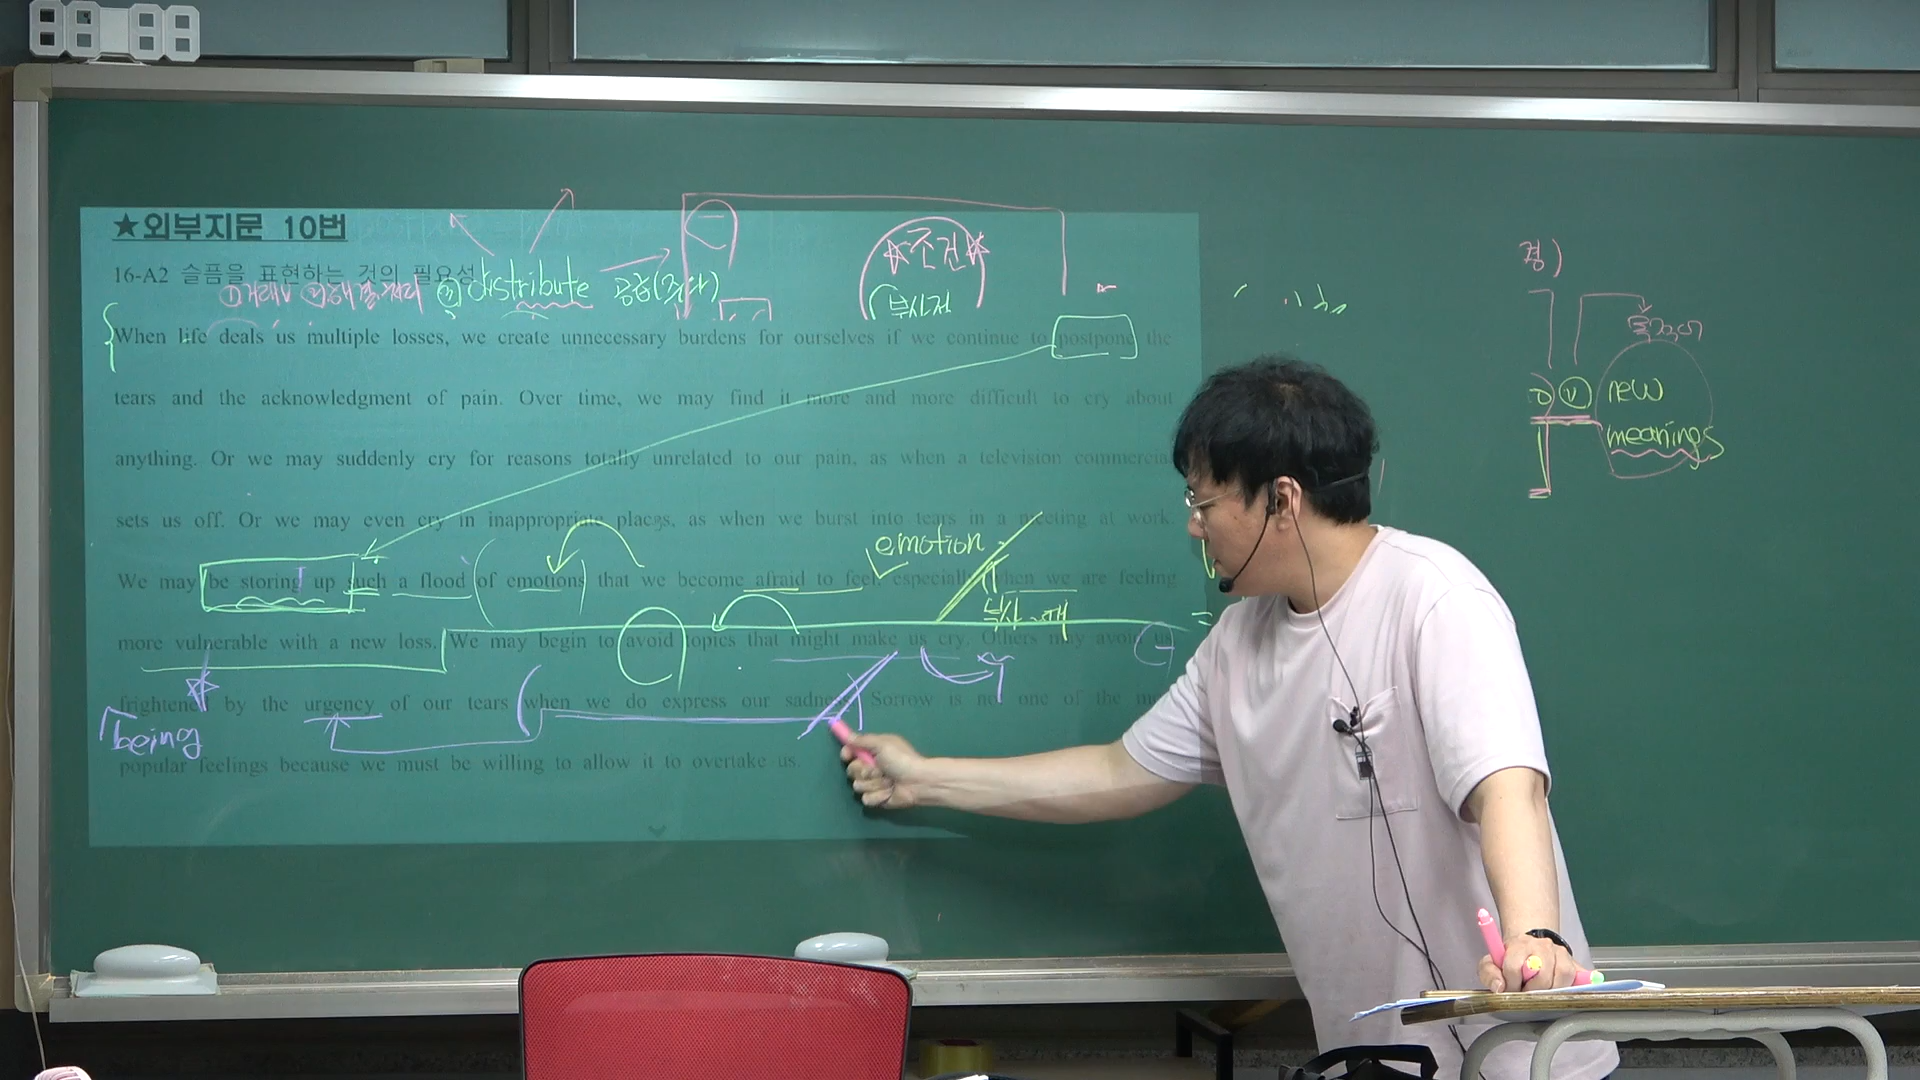 ★외부지문 10번
16-A2 슬픔을 표현하는 것의 필요성
③ distribute 공급(주다)
조건
부사절
When life deals us multiple losses, we create unnecessary burdens for ourselves if we continue to postpone the
tears and the acknowledgment of pain. Over time, we may find it more and more difficult to cry about
anything. Or we may suddenly cry for reasons totally unrelated to our pain, as when a television commercial
sets us off. Or we may even cry in inappropriate places, as when we burst into tears in a meeting at work.
emotion
We may be storing up such a flood of emotions that we become afraid to feel, especially when we are feeling
more vulnerable with a new loss. We may begin to avoid topics that might make us cry. Others may avoid us
frightened by the urgency of our tears when we do express our sadness. Sorrow is not one of the
being
popular feelings because we must be willing to allow it to overtake us.
경)
ⓥ new
meanings